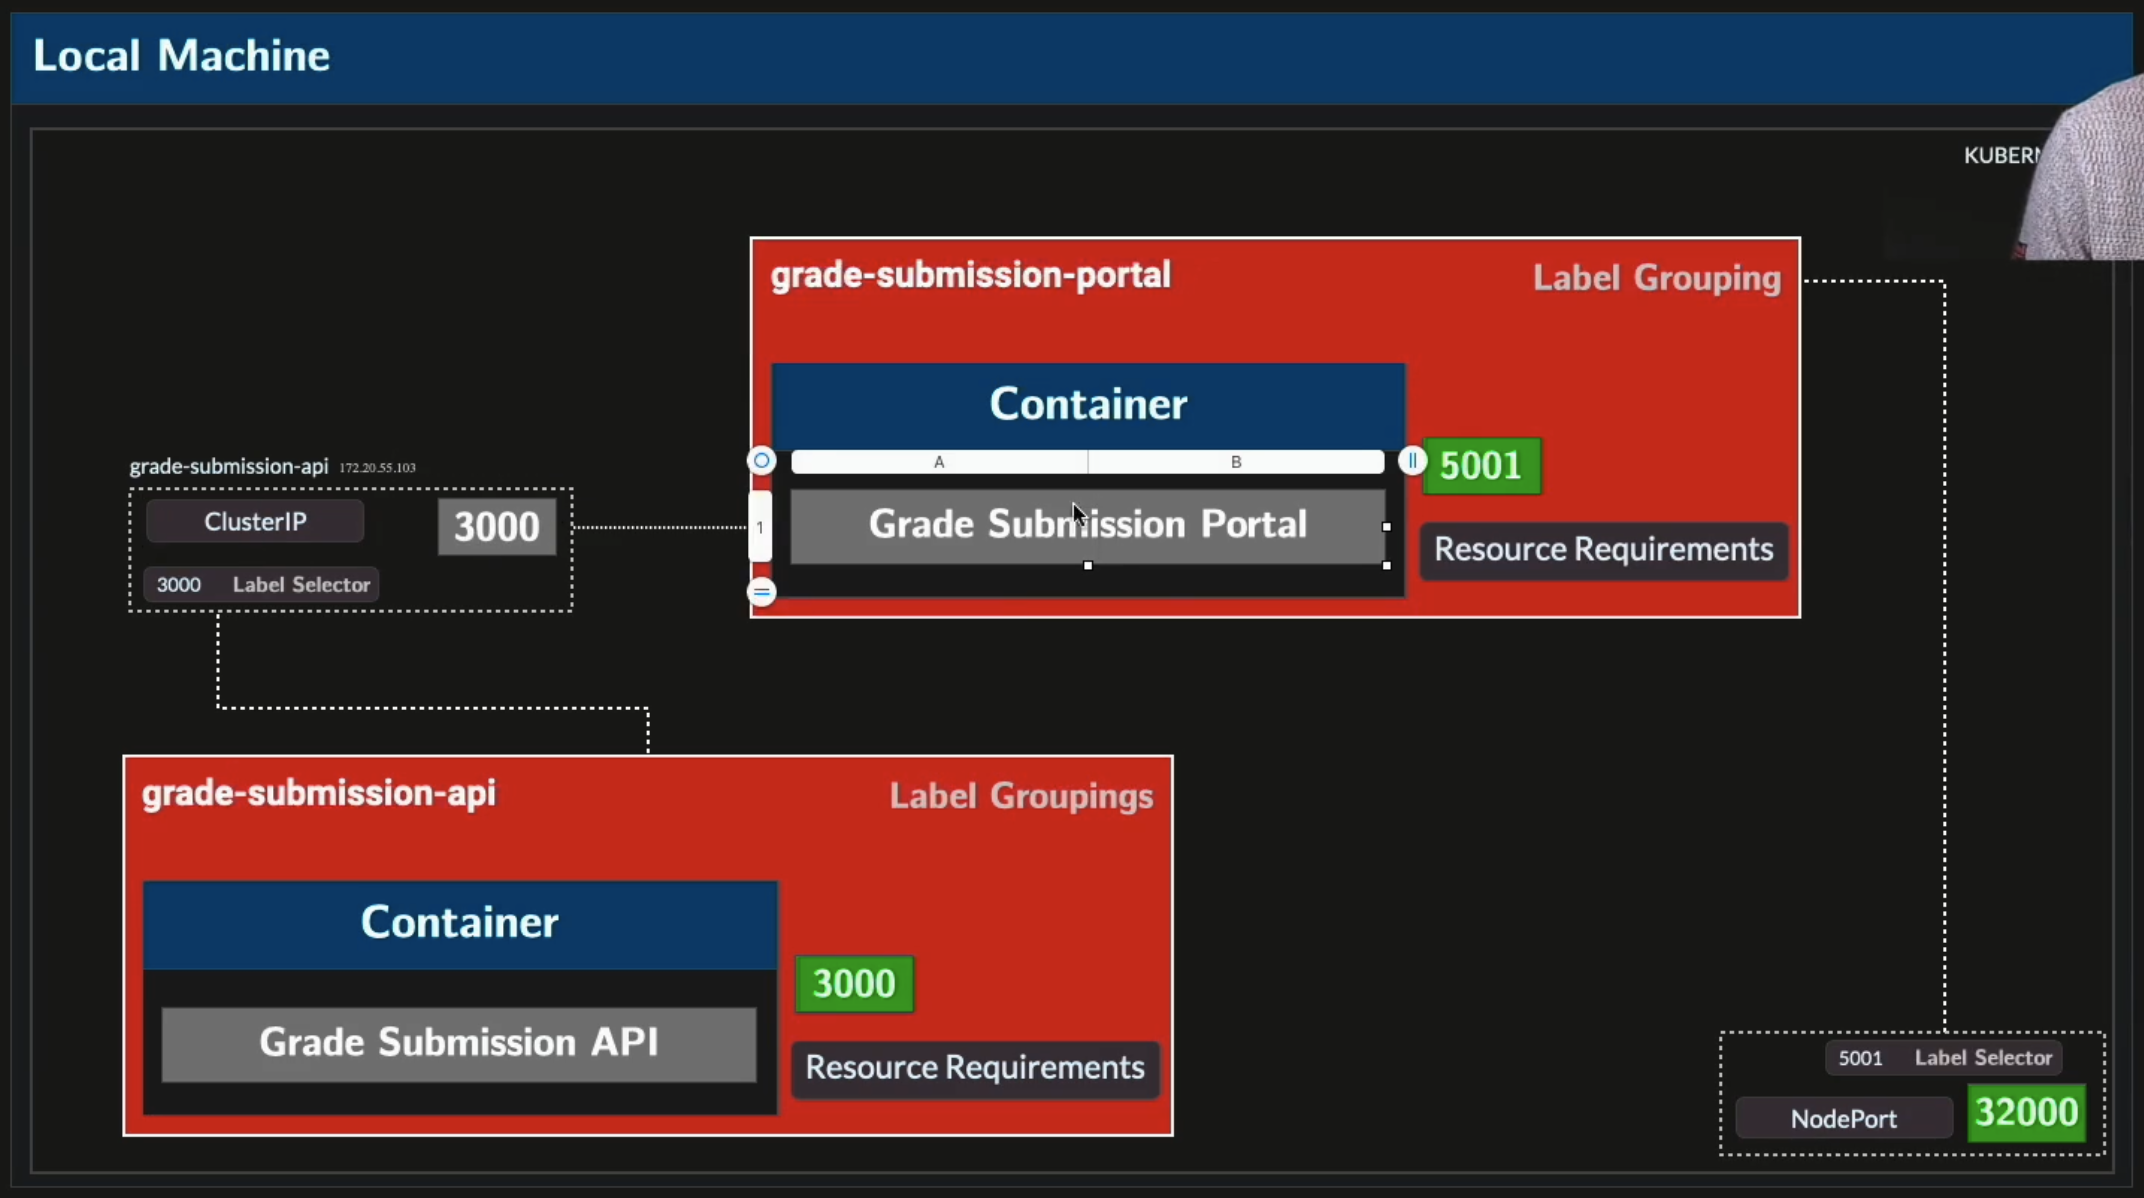 Local Machine
KUBERN
grade-submission-portal
Label Grouping
Container
A
B
5001
1
Grade Submission Portal
Resource Requirements
grade-submission-api 172.20.55.103
ClusterIP
3000
3000 Label Selector
grade-submission-api
Label Groupings
Container
3000
Grade Submission API
Resource Requirements
5001 Label Selector
NodePort
32000